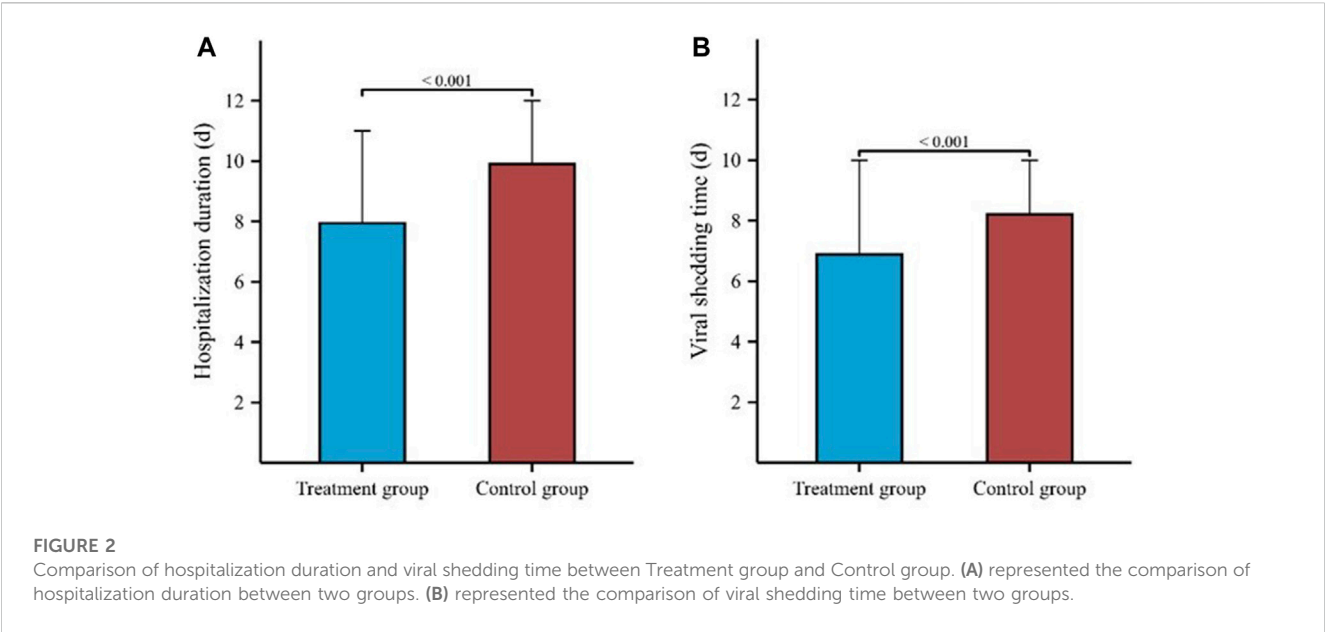 A
< 0.001
12
10
8
6
4
2
Hospitalization duration (d)
Treatment group
Control group
B
< 0.001
12
10
8
6
4
2
Viral shedding time (d)
Treatment group
Control group
FIGURE 2
Comparison of hospitalization duration and viral shedding time between Treatment group and Control group. (A) represented the comparison of
hospitalization duration between two groups. (B) represented the comparison of viral shedding time between two groups.